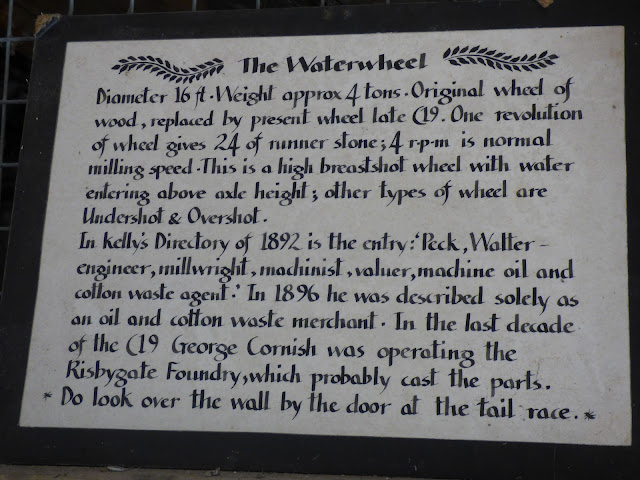 The Waterwheel
Diameter 16 ft. Weight approx 4 tons. Original wheel of
wood, replaced by present wheel late C19. One revolution
of wheel gives 24 of runner stone; 4 r.p.m is normal
milling speed. This is a high breastshot wheel with water
entering above axle height; other types of wheel are
Undershot & Overshot.
In Kelly's Directory of 1892 is the entry: 'Peck, Walter -
engineer, millwright, machinist, valuer, machine oil and
cotton waste agent.' In 1896 he was described solely as
an oil and cotton waste merchant. In the last decade
of the C19 George Cornish was operating the
Risbygate Foundry, which probably cast the parts.
* Do look over the wall by the door at the tail race. *